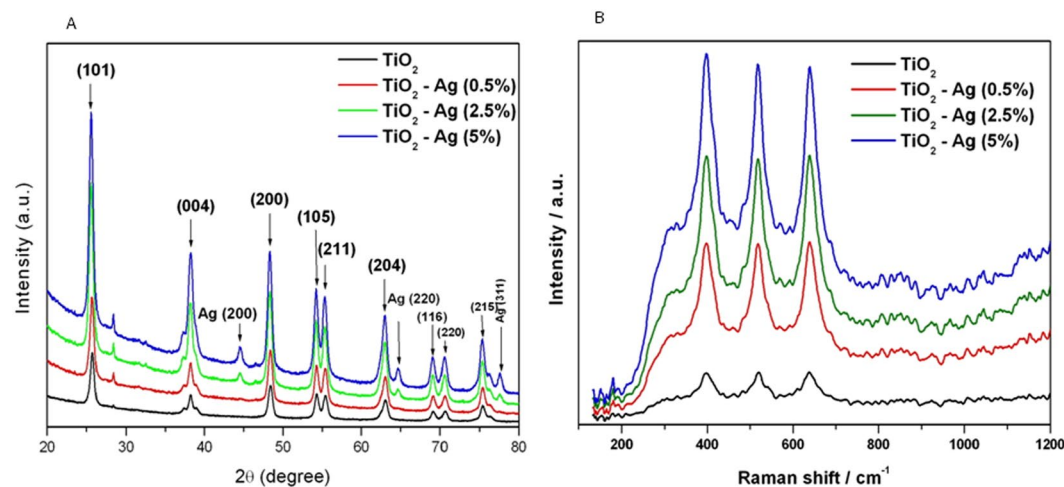 A
TiO2
TiO2 - Ag (0.5%)
TiO2 - Ag (2.5%)
TiO2 - Ag (5%)
(101)
(004)
Ag (200)
(200)
(105)
(211)
(204)
Ag (220)
(116)
(220)
(215)
Ag(311)
Intensity (a.u.)
20 30 40 50 60 70 80
2θ (degree)
B
TiO2
TiO2 - Ag (0.5%)
TiO2 - Ag (2.5%)
TiO2 - Ag (5%)
Intensity / a.u.
200 400 600 800 1000 1200
Raman shift / cm-1